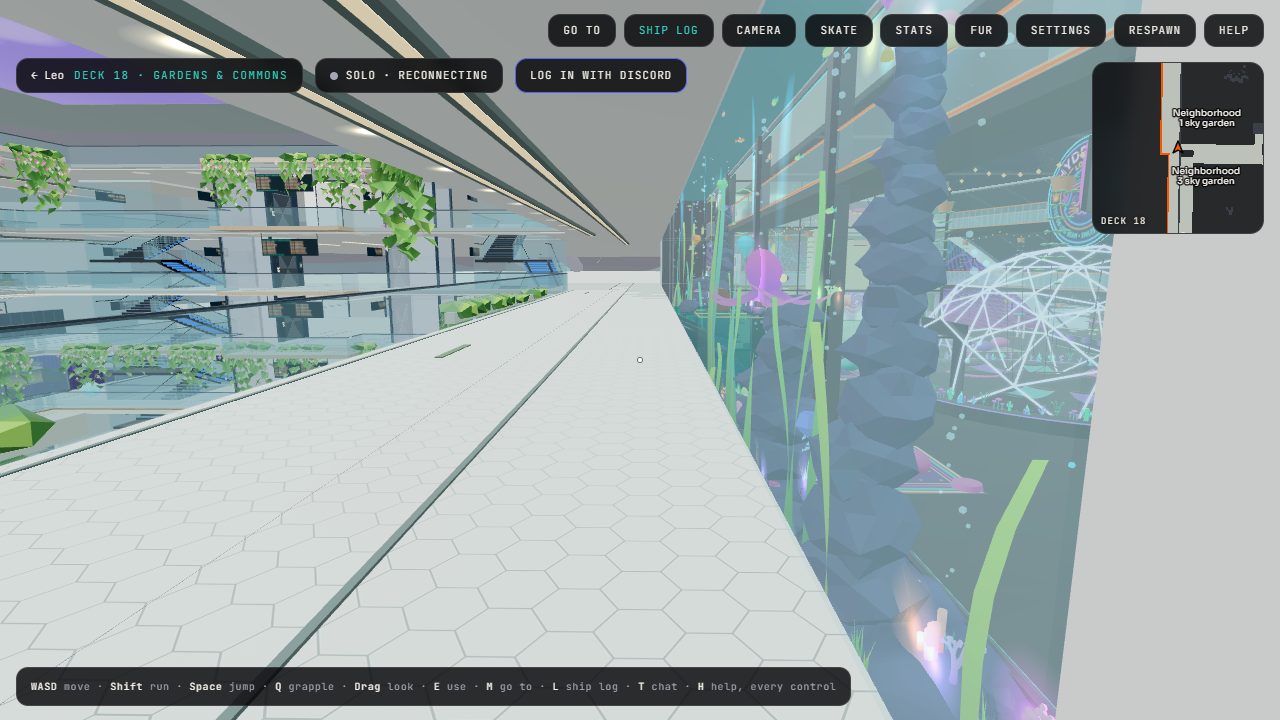 GO TO
SHIP LOG
CAMERA
SKATE
STATS
FUR
SETTINGS
RESPAWN
HELP
← Leo DECK 18 · GARDENS & COMMONS
SOLO · RECONNECTING
LOG IN WITH DISCORD
Neighborhood
1 sky garden
Neighborhood
3 sky garden
DECK 18
WASD move · Shift run · Space jump · Q grapple · Drag look · E use · M go to · L ship log · T chat · H help, every control